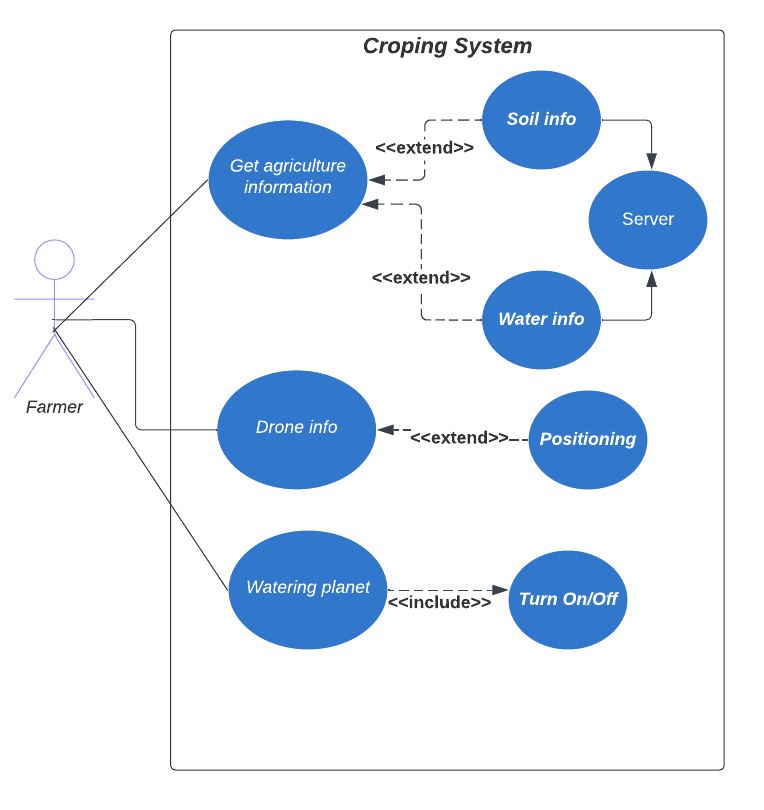 Croping System
Soil info
<<extend>>
Get agriculture
information
Server
<<extend>>
Water info
Farmer
Drone info
<<extend>>
Positioning
Watering planet
<<include>>
Turn On/Off